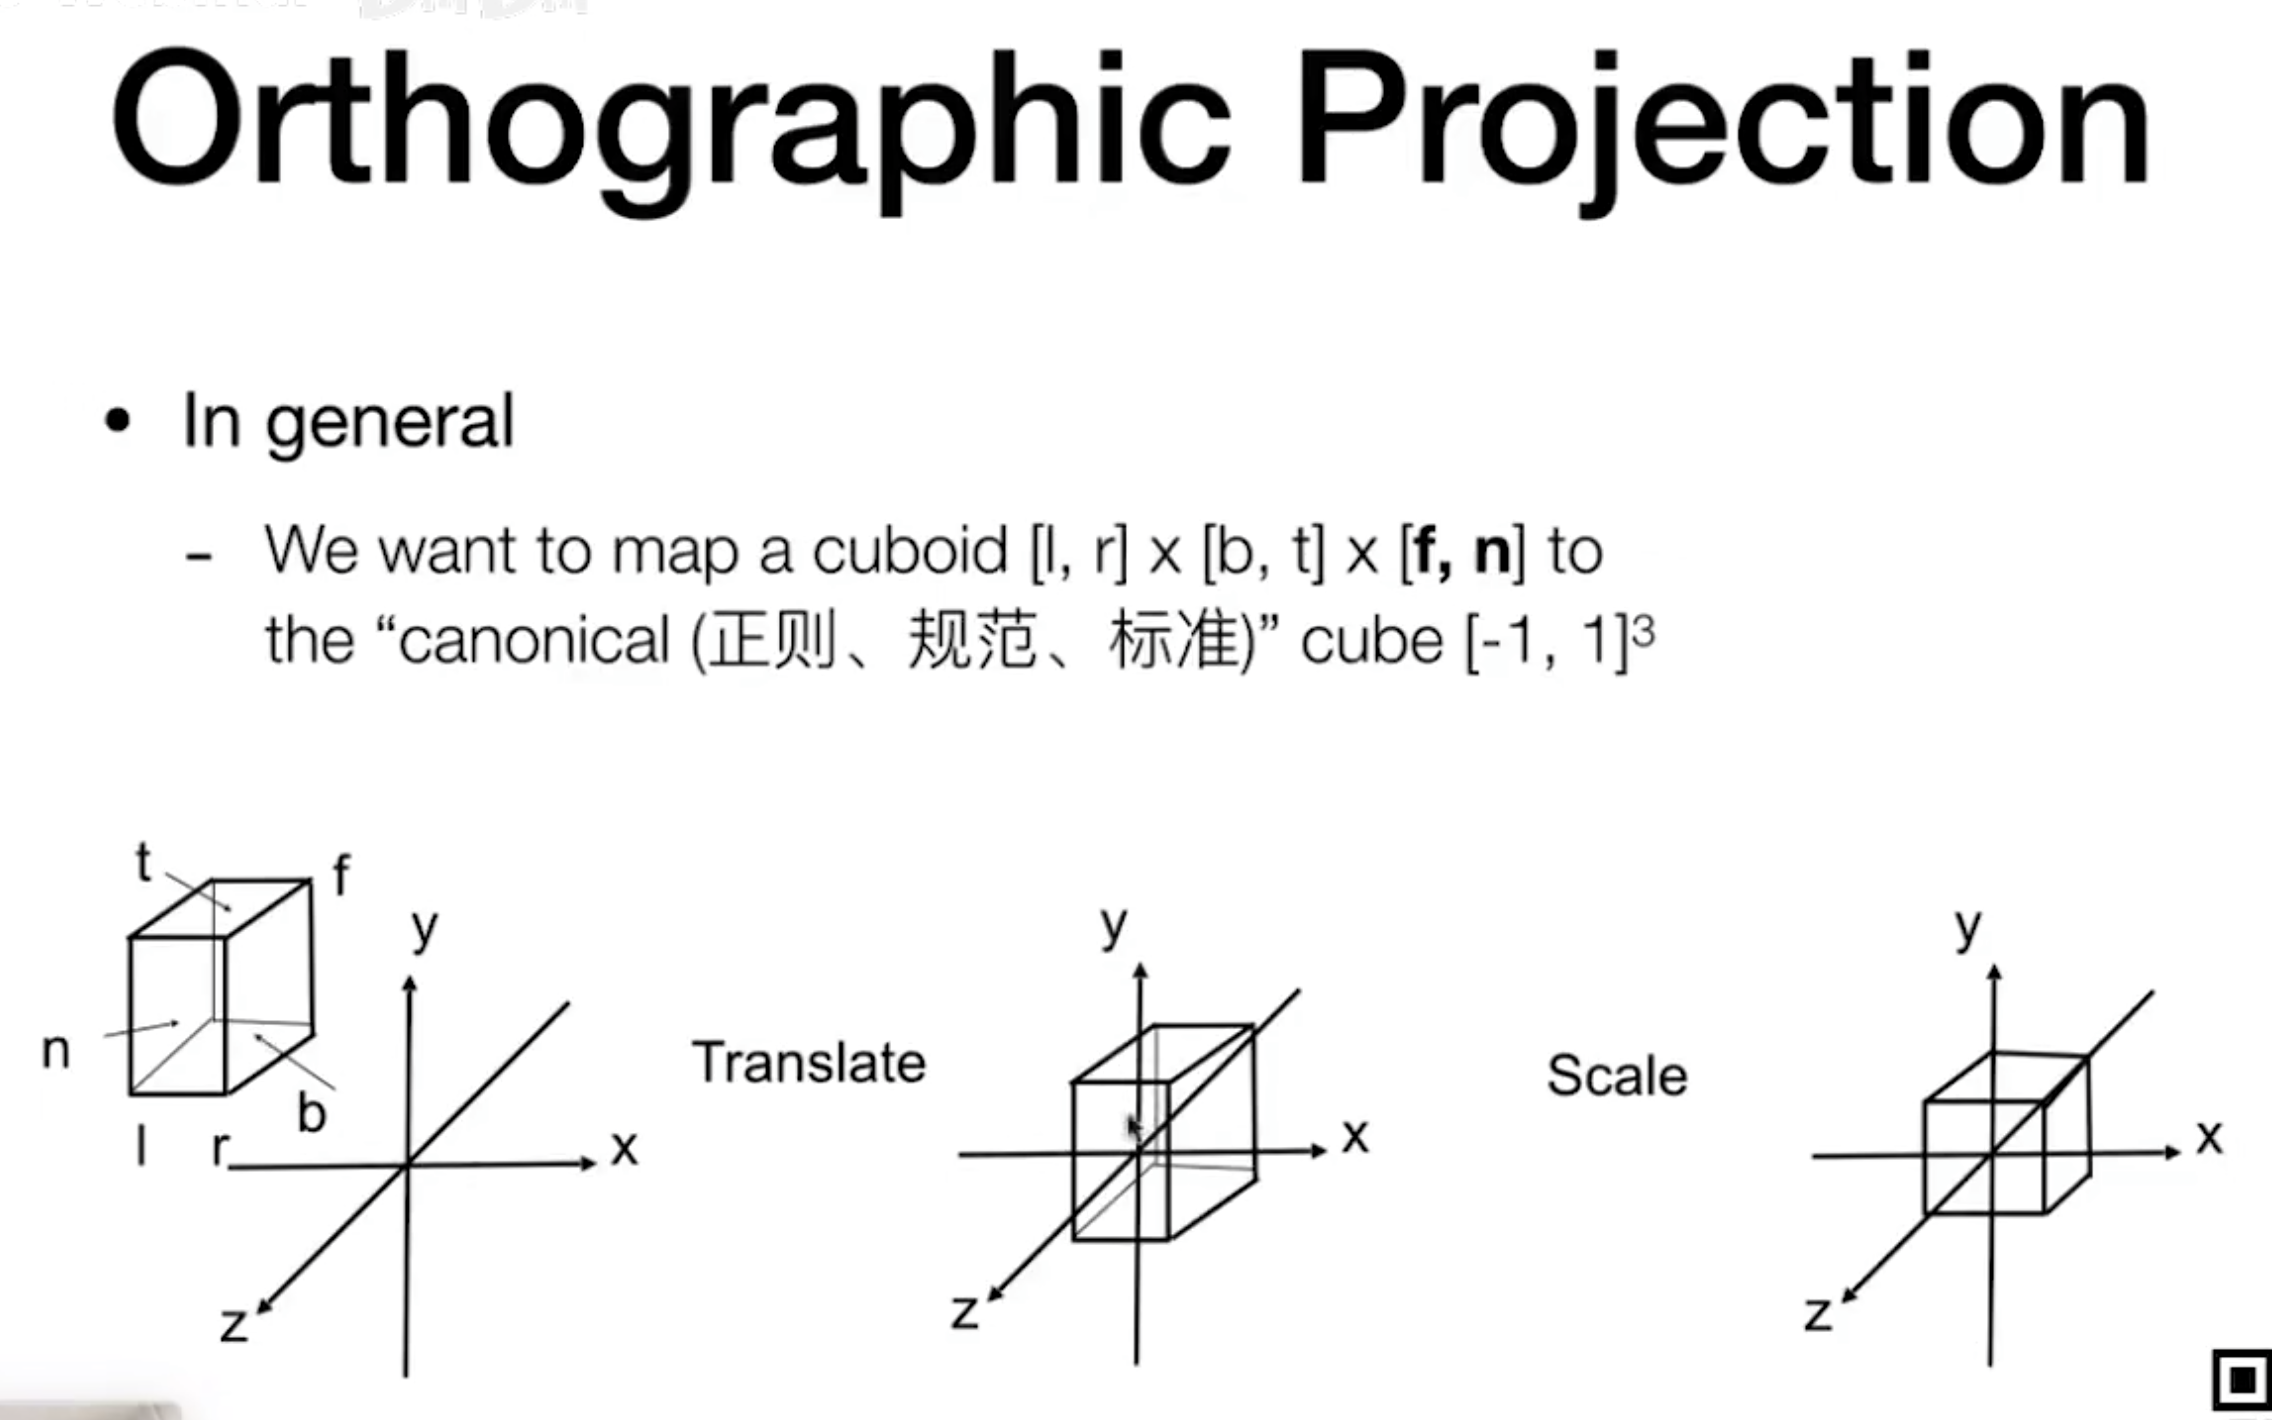 Orthographic Projection
• In general
– We want to map a cuboid [l, r] x [b, t] x [f, n] to
the “canonical (正则、规范、标准)” cube [-1, 1]³
t
f
n
b
l
r
y
x
z
Translate
y
x
z
Scale
y
x
z